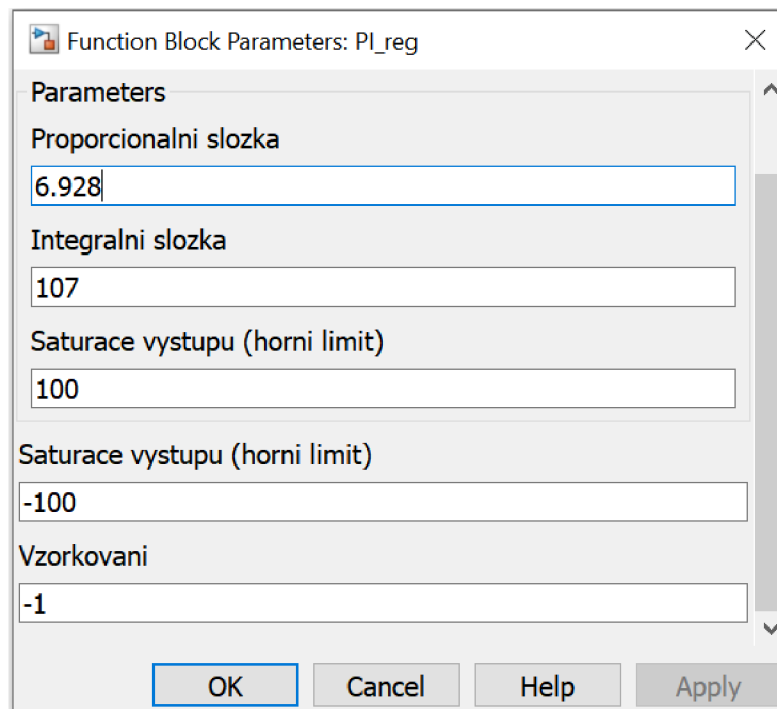 Function Block Parameters: PI_reg
Parameters
Proporcionalni slozka
6.928
Integralni slozka
107
Saturace vystupu (horni limit)
100
Saturace vystupu (horni limit)
-100
Vzorkovani
-1
OK Cancel Help Apply